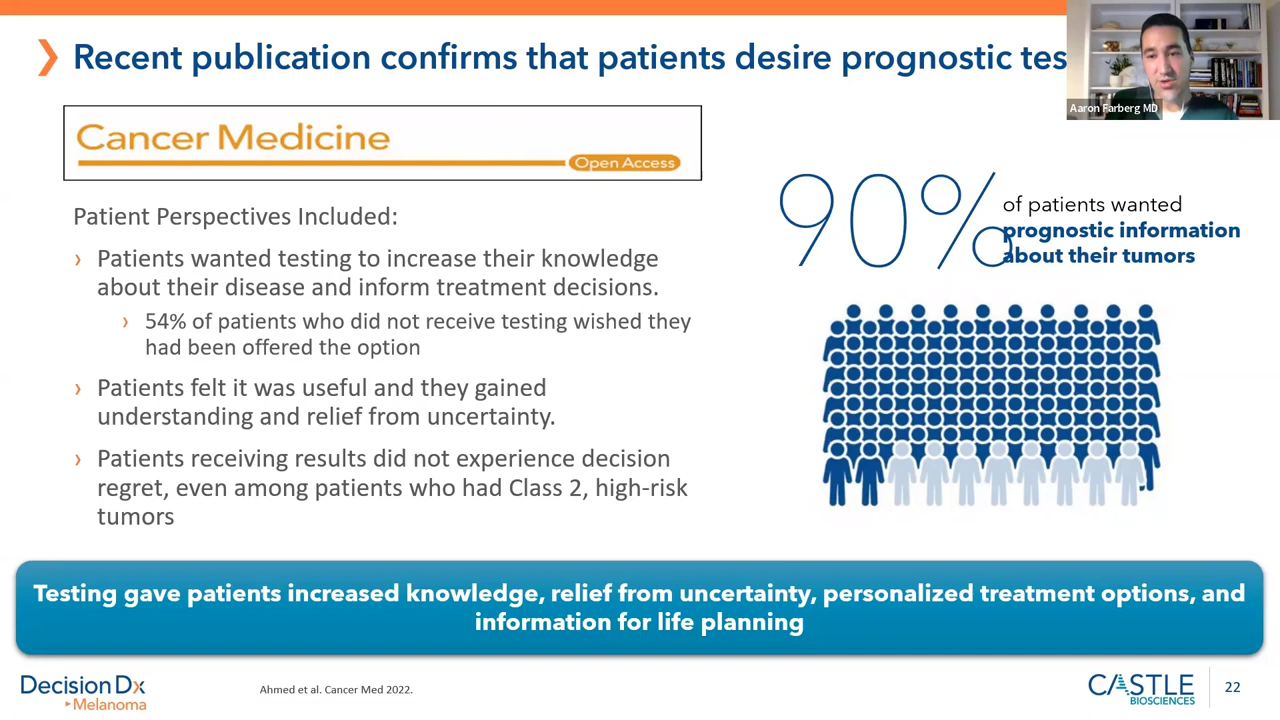 Recent publication confirms that patients desire prognostic tes
Aaron Farberg MD
Cancer Medicine
Open Access
Patient Perspectives Included:
Patients wanted testing to increase their knowledge
about their disease and inform treatment decisions.
54% of patients who did not receive testing wished they
had been offered the option
Patients felt it was useful and they gained
understanding and relief from uncertainty.
Patients receiving results did not experience decision
regret, even among patients who had Class 2, high-risk
tumors
90%
of patients wanted
prognostic information
about their tumors
Testing gave patients increased knowledge, relief from uncertainty, personalized treatment options, and
information for life planning
DecisionDx
Melanoma
Ahmed et al. Cancer Med 2022.
CASTLE
BIOSCIENCES
22